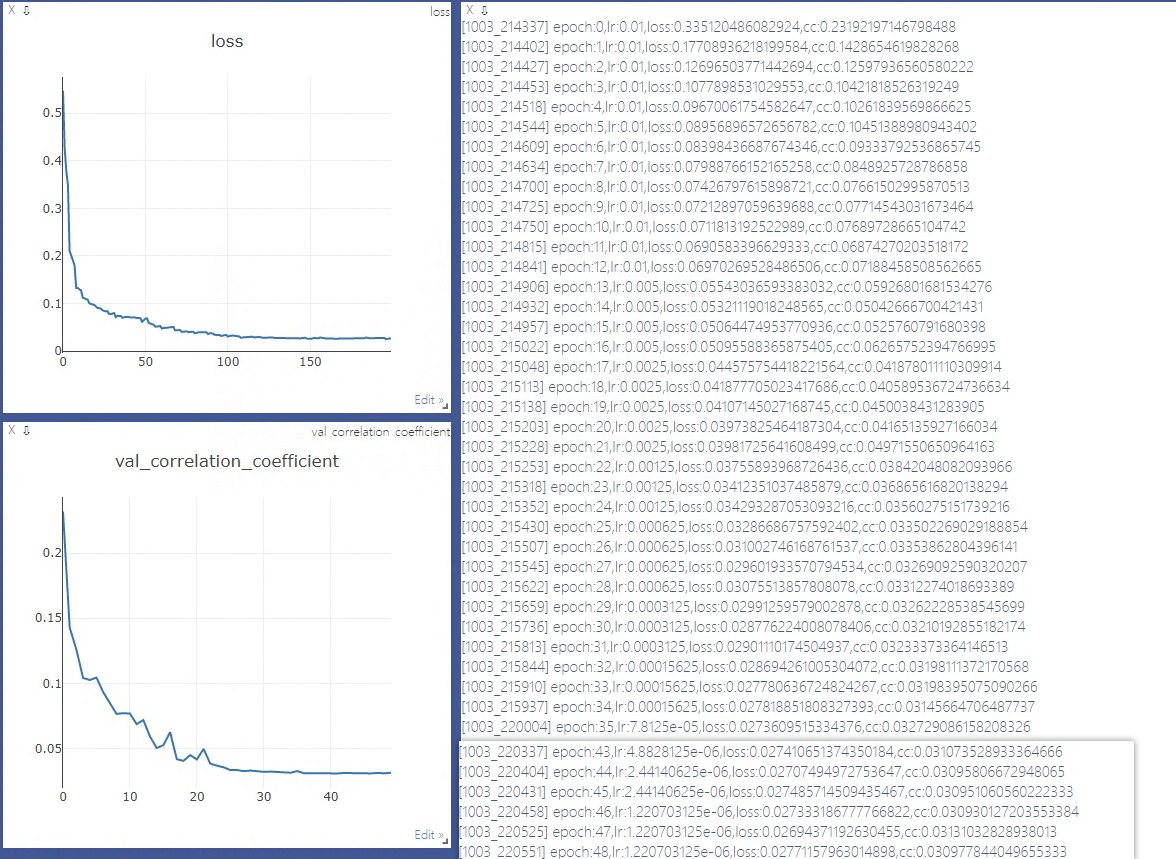 X ⇩
loss
loss
0.5
0.4
0.3
0.2
0.1
0
0 50 100 150
Edit »
X ⇩
val_correlation_coefficient
val_correlation_coefficient
0.2
0.15
0.1
0.05
0 10 20 30 40
Edit »
X ⇩
[1003_214337] epoch:0,lr:0.01,loss:0.335120486082924,cc:0.23192197146798488
[1003_214402] epoch:1,lr:0.01,loss:0.17708936218199584,cc:0.1428654619828268
[1003_214427] epoch:2,lr:0.01,loss:0.12696503771442694,cc:0.12597936560580222
[1003_214453] epoch:3,lr:0.01,loss:0.1077898531029553,cc:0.10421818526319249
[1003_214518] epoch:4,lr:0.01,loss:0.09670061754582647,cc:0.10261839569866625
[1003_214544] epoch:5,lr:0.01,loss:0.08956896572656782,cc:0.10451388980943402
[1003_214609] epoch:6,lr:0.01,loss:0.08398436687674346,cc:0.09333792536865745
[1003_214634] epoch:7,lr:0.01,loss:0.07988766152165258,cc:0.0848925728786858
[1003_214700] epoch:8,lr:0.01,loss:0.07426797615898721,cc:0.07661502995870513
[1003_214725] epoch:9,lr:0.01,loss:0.07212897059639688,cc:0.07714543031673464
[1003_214750] epoch:10,lr:0.01,loss:0.0711813192522989,cc:0.07689728665104742
[1003_214815] epoch:11,lr:0.01,loss:0.0690583396629333,cc:0.06874270203518172
[1003_214841] epoch:12,lr:0.01,loss:0.06970269528486506,cc:0.07188458508562665
[1003_214906] epoch:13,lr:0.005,loss:0.05543036593383032,cc:0.05926801681534276
[1003_214932] epoch:14,lr:0.005,loss:0.05321119018248565,cc:0.05042666700421431
[1003_214957] epoch:15,lr:0.005,loss:0.05064474953770936,cc:0.0525760791680398
[1003_215022] epoch:16,lr:0.005,loss:0.05095588365875405,cc:0.06265752394766995
[1003_215048] epoch:17,lr:0.0025,loss:0.044575754418221564,cc:0.041878011110309914
[1003_215113] epoch:18,lr:0.0025,loss:0.041877705023417686,cc:0.040589536724736634
[1003_215138] epoch:19,lr:0.0025,loss:0.04107145027168745,cc:0.0450038431283905
[1003_215203] epoch:20,lr:0.0025,loss:0.03973825464187304,cc:0.04165135927166034
[1003_215228] epoch:21,lr:0.0025,loss:0.03981725641608499,cc:0.04971550650964163
[1003_215253] epoch:22,lr:0.00125,loss:0.03755893968726436,cc:0.03842048082093966
[1003_215318] epoch:23,lr:0.00125,loss:0.03412351037485879,cc:0.036865616820138294
[1003_215352] epoch:24,lr:0.00125,loss:0.034293287053093216,cc:0.03560275151739216
[1003_215430] epoch:25,lr:0.000625,loss:0.03286686757592402,cc:0.033502269029188854
[1003_215507] epoch:26,lr:0.000625,loss:0.031002746168761537,cc:0.03353862804396141
[1003_215545] epoch:27,lr:0.000625,loss:0.029601933570794534,cc:0.03269092590320207
[1003_215622] epoch:28,lr:0.000625,loss:0.0307551385780​8078,cc:0.03312274018693389
[1003_215659] epoch:29,lr:0.0003125,loss:0.02991259579002878,cc:0.03262228538545699
[1003_215736] epoch:30,lr:0.0003125,loss:0.028776224008078406,cc:0.03210192855182174
[1003_215813] epoch:31,lr:0.0003125,loss:0.02901110174504937,cc:0.03233373364146513
[1003_215844] epoch:32,lr:0.00015625,loss:0.028694261005304072,cc:0.03198111372170568
[1003_215910] epoch:33,lr:0.00015625,loss:0.027780636724824267,cc:0.03198395075090266
[1003_215937] epoch:34,lr:0.00015625,loss:0.027818851808327393,cc:0.03145664706487737
[1003_220004] epoch:35,lr:7.8125e-05,loss:0.0273609515334376,cc:0.032729086158208326
[1003_220337] epoch:43,lr:4.8828125e-06,loss:0.027410651374350184,cc:0.031073528933364666
[1003_220404] epoch:44,lr:2.44140625e-06,loss:0.02707494972753647,cc:0.03095806672948065
[1003_220431] epoch:45,lr:2.44140625e-06,loss:0.027485714509435467,cc:0.030951060560222333
[1003_220458] epoch:46,lr:1.220703125e-06,loss:0.027333186777766822,cc:0.030930127203553384
[1003_220525] epoch:47,lr:1.220703125e-06,loss:0.02694371192630455,cc:0.03131032828938013
[1003_220551] epoch:48,lr:1.220703125e-06,loss:0.02771157963014898,cc:0.030977844049655333